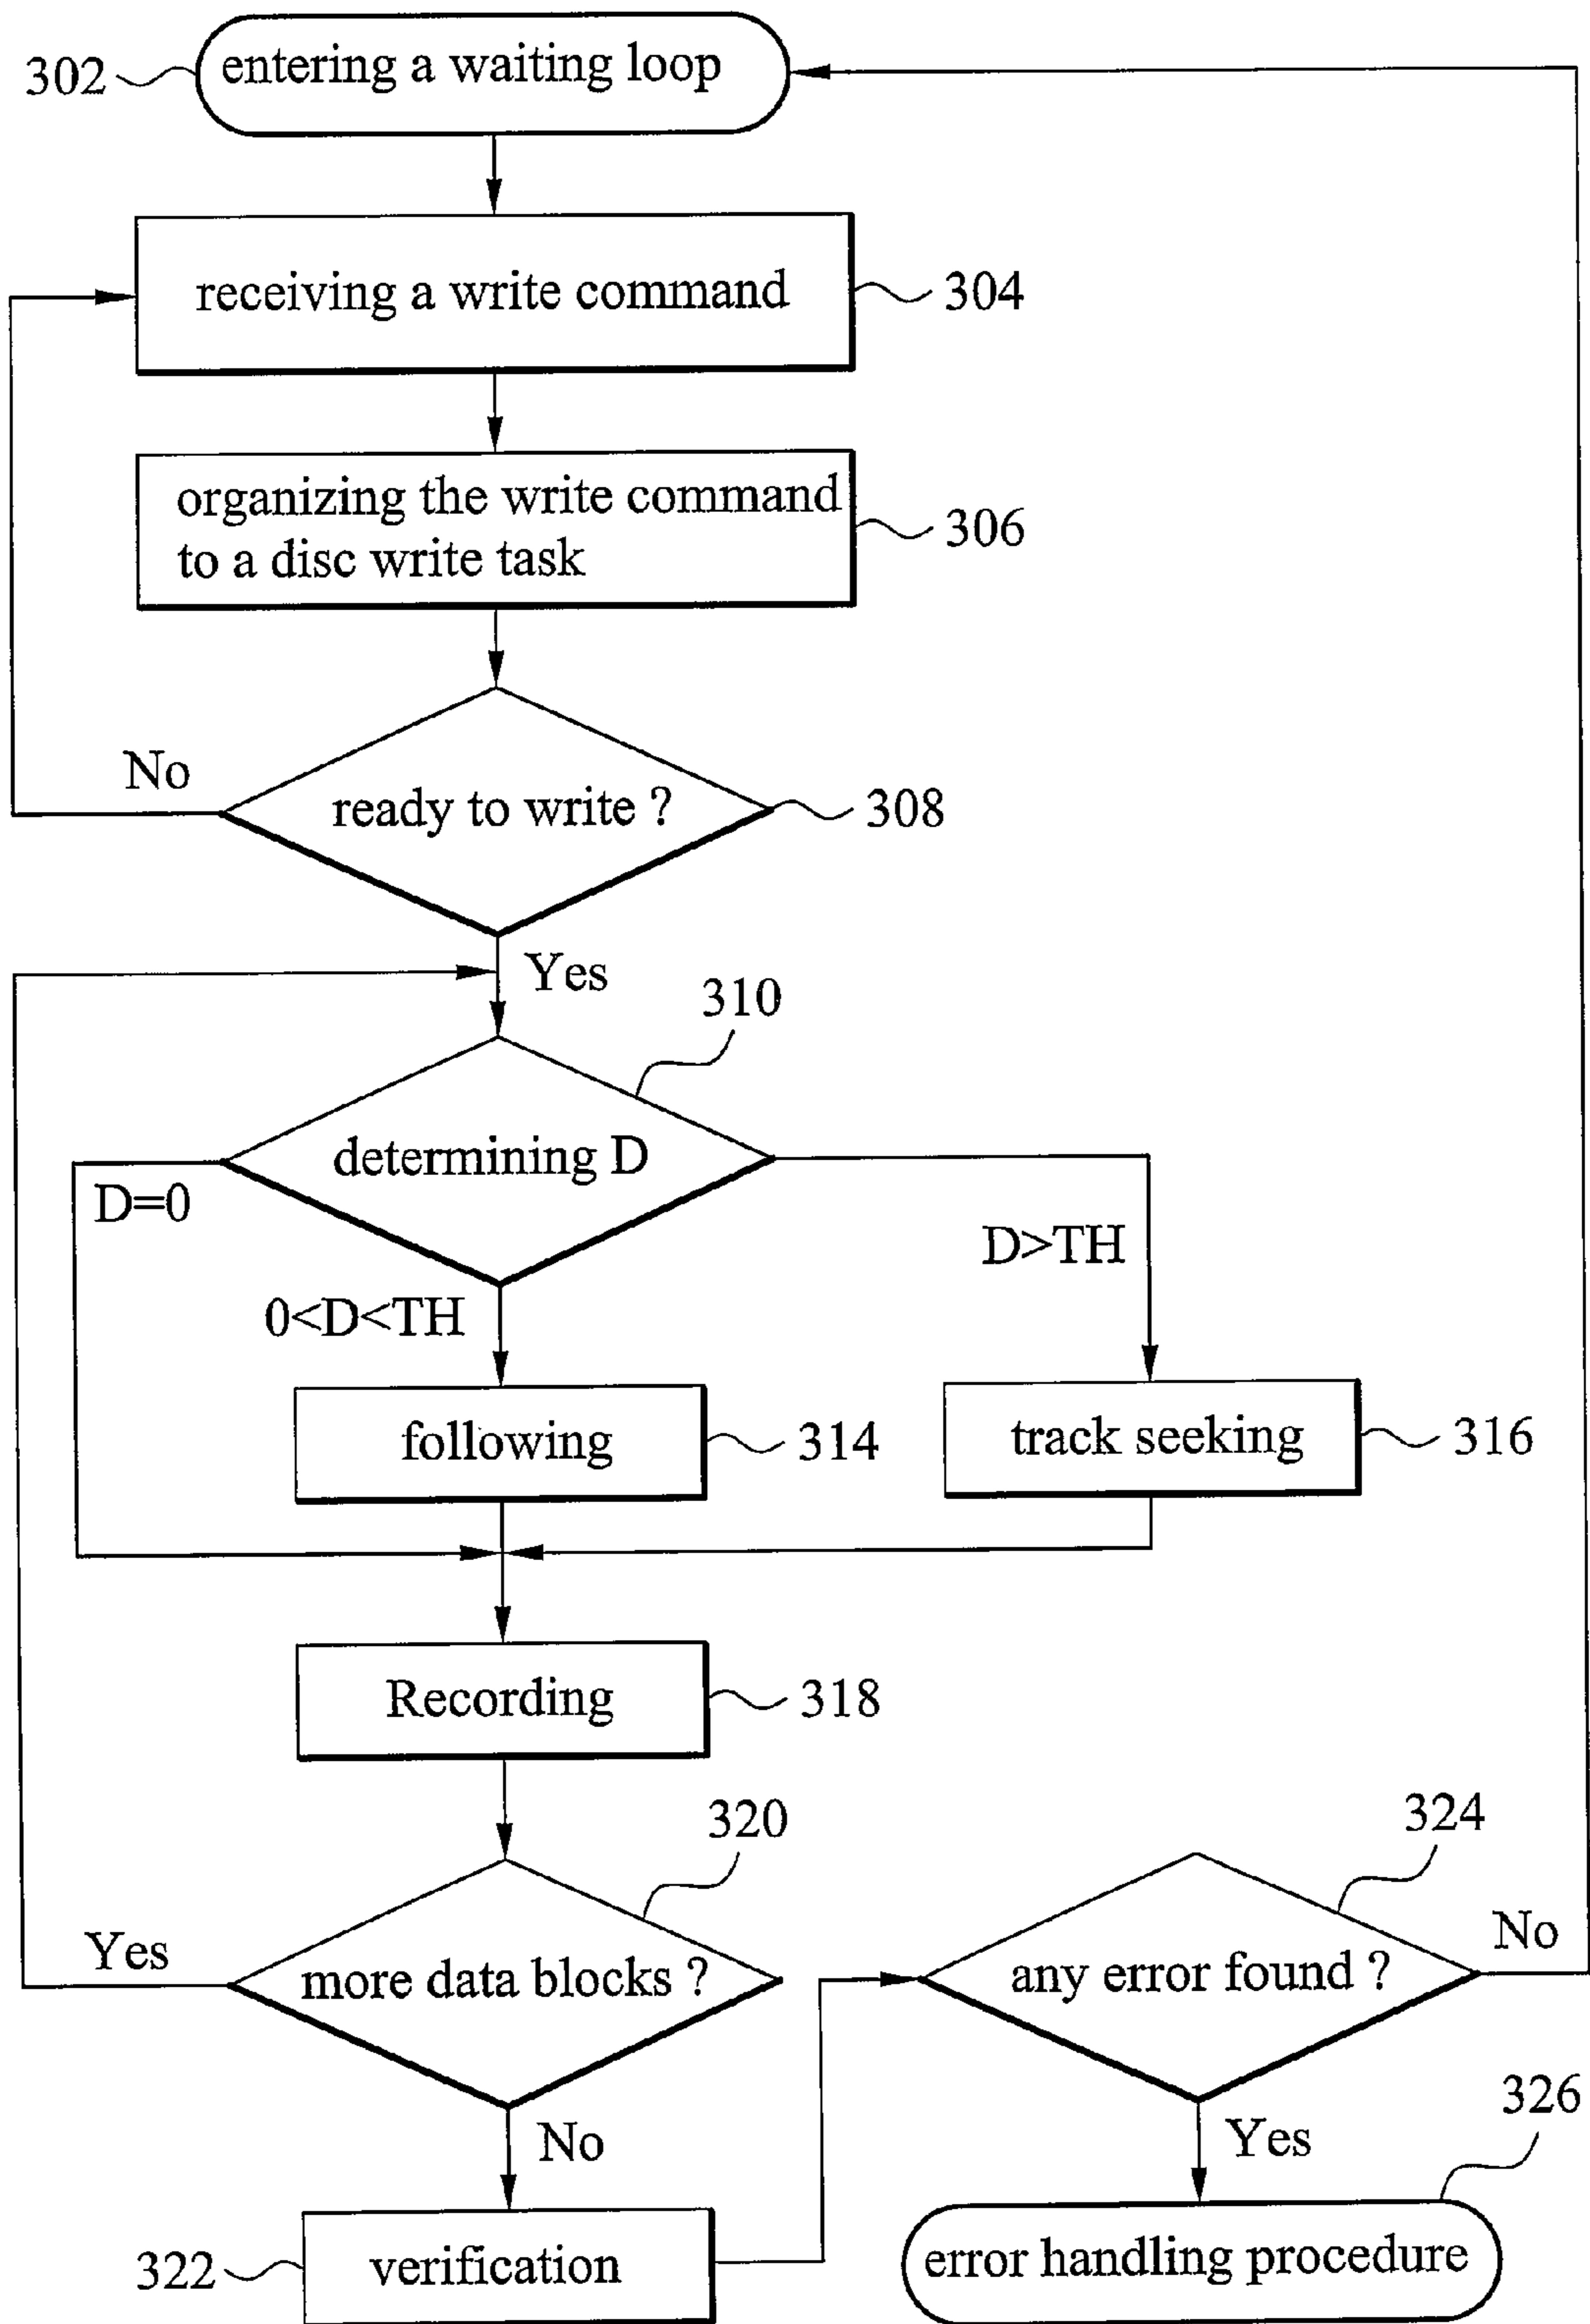 entering a waiting loop
302
receiving a write command
304
organizing the write command
to a disc write task
306
No
ready to write ?
308
Yes
310
determining D
D=0
D>TH
0<D<TH
following
314
track seeking
316
Recording
318
320
324
Yes
more data blocks ?
any error found ?
No
No
Yes
326
322
verification
error handling procedure